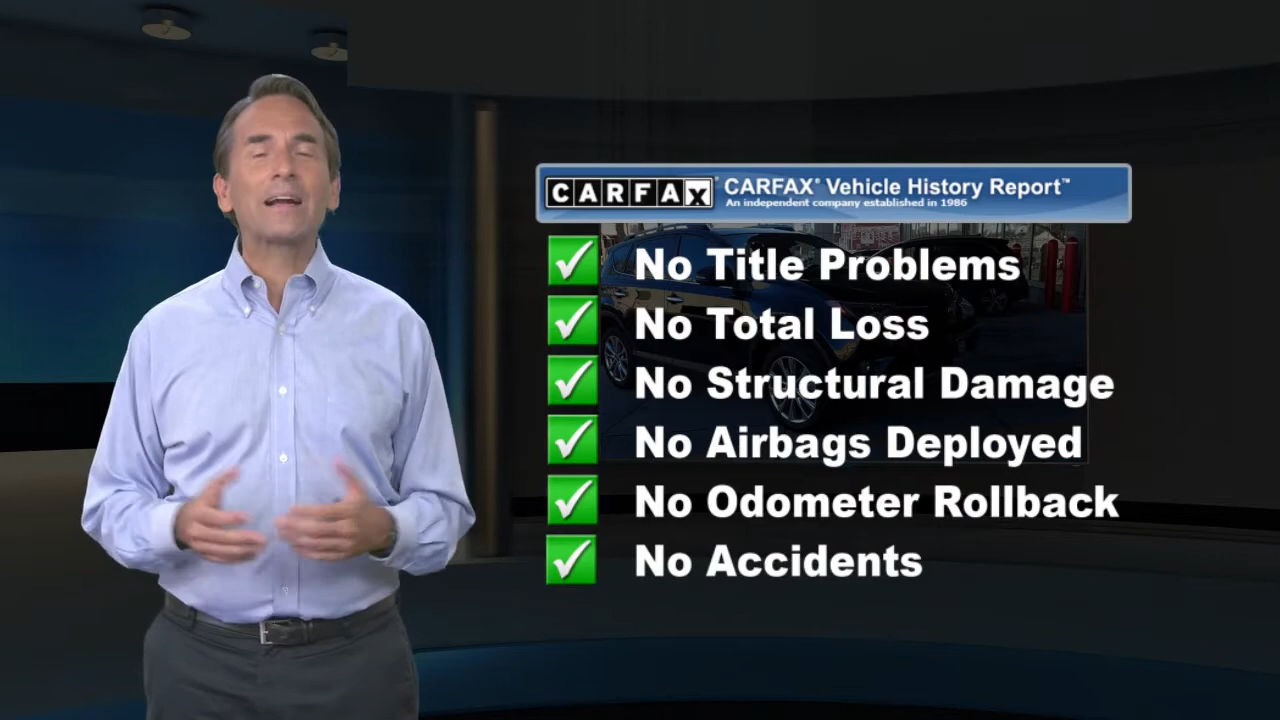 CARFAX® CARFAX® Vehicle History Report™
An independent company established in 1986
No Title Problems
No Total Loss
No Structural Damage
No Airbags Deployed
No Odometer Rollback
No Accidents